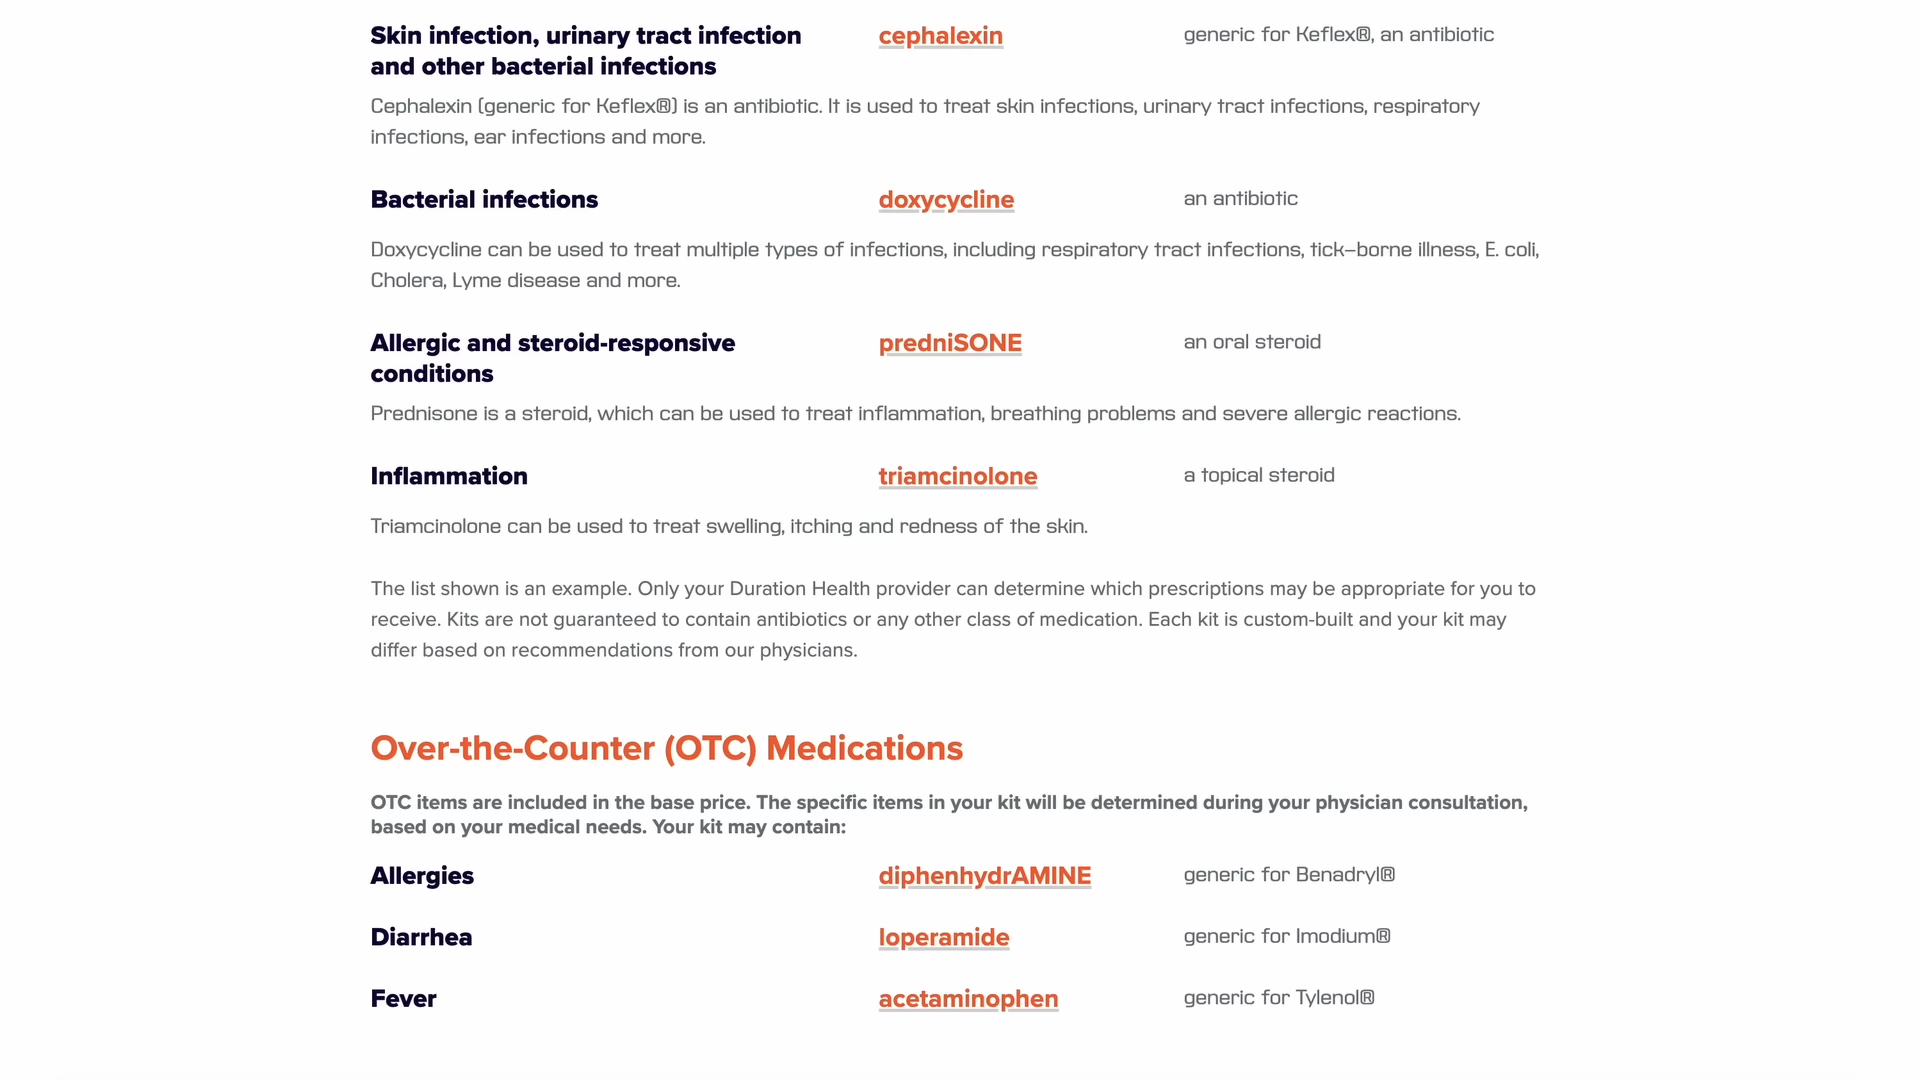 Skin infection, urinary tract infection and other bacterial infections
cephalexin
generic for Keflex®, an antibiotic
Cephalexin (generic for Keflex®) is an antibiotic. It is used to treat skin infections, urinary tract infections, respiratory
infections, ear infections and more.
Bacterial infections
doxycycline
an antibiotic
Doxycycline can be used to treat multiple types of infections, including respiratory tract infections, tick–borne illness, E. coli,
Cholera, Lyme disease and more.
Allergic and steroid-responsive
conditions
predniSONE
an oral steroid
Prednisone is a steroid, which can be used to treat inflammation, breathing problems and severe allergic reactions.
Inflammation
triamcinolone
a topical steroid
Triamcinolone can be used to treat swelling, itching and redness of the skin.
The list shown is an example. Only your Duration Health provider can determine which prescriptions may be appropriate for you to
receive. Kits are not guaranteed to contain antibiotics or any other class of medication. Each kit is custom-built and your kit may
differ based on recommendations from our physicians.
Over-the-Counter (OTC) Medications
OTC items are included in the base price. The specific items in your kit will be determined during your physician consultation,
based on your medical needs. Your kit may contain:
Allergies
diphenhydrAMINE
generic for Benadryl®
Diarrhea
loperamide
generic for Imodium®
Fever
acetaminophen
generic for Tylenol®